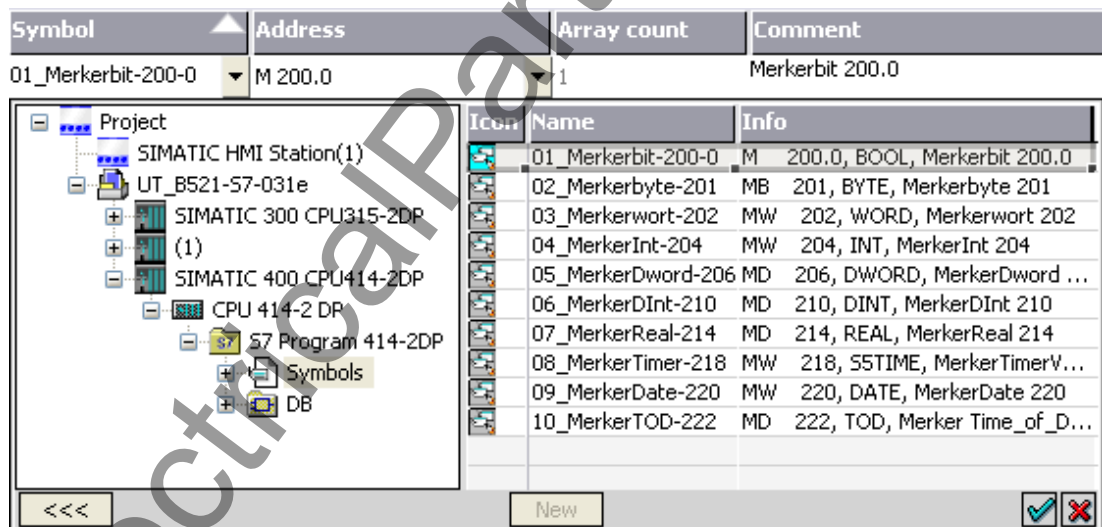 Symbol Address Array count Comment
01_Merkerbit-200-0 M 200.0 1 Merkerbit 200.0
Project
SIMATIC HMI Station(1)
UT_B521-S7-031e
SIMATIC 300 CPU315-2DP
(1)
SIMATIC 400 CPU414-2DP
CPU 414-2 DP
S7 Program 414-2DP
Symbols
DB
Icon Name Info
01_Merkerbit-200-0 M 200.0, BOOL, Merkerbit 200.0
02_Merkerbyte-201 MB 201, BYTE, Merkerbyte 201
03_Merkerwort-202 MW 202, WORD, Merkerwort 202
04_MerkerInt-204 MW 204, INT, MerkerInt 204
05_MerkerDword-206 MD 206, DWORD, MerkerDword ...
06_MerkerDInt-210 MD 210, DINT, MerkerDInt 210
07_MerkerReal-214 MD 214, REAL, MerkerReal 214
08_MerkerTimer-218 MW 218, S5TIME, MerkerTimerV...
09_MerkerDate-220 MW 220, DATE, MerkerDate 220
10_MerkerTOD-222 MD 222, TOD, Merker Time_of_D...
<<< New